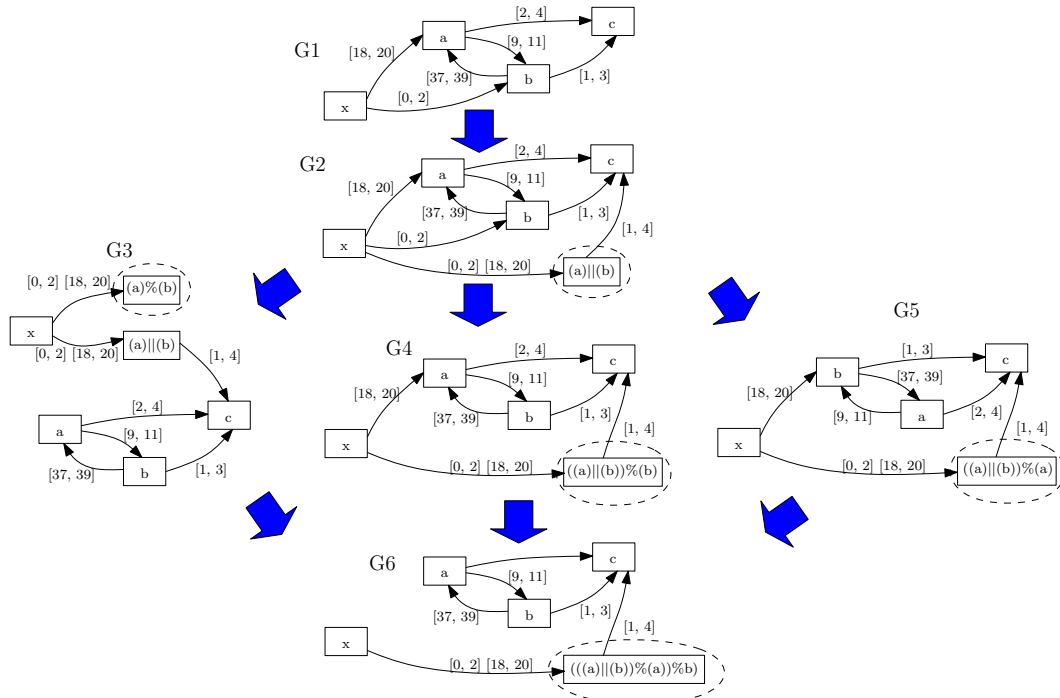 G1
[2, 4]
c
a
[18, 20]
[9, 11]
[37, 39]
b
[1, 3]
[0, 2]
x
G2
[2, 4]
c
a
[18, 20]
[9, 11]
[37, 39]
b
[1, 3]
[0, 2]
x
[1, 4]
[0, 2] [18, 20]
(a)||(b)
G3
[0, 2] [18, 20]
(a)%(b)
x
[0, 2] [18, 20]
(a)||(b)
[1, 4]
[2, 4]
c
a
[9, 11]
[37, 39]
b
[1, 3]
G4
[2, 4]
c
a
[18, 20]
[9, 11]
[37, 39]
b
[1, 3]
x
[1, 4]
[0, 2] [18, 20]
((a)||(b))%(b)
G5
[1, 3]
c
b
[18, 20]
[37, 39]
[9, 11]
a
[2, 4]
x
[1, 4]
[0, 2] [18, 20]
((a)||(b))%(a)
G6
c
a
[9, 11]
[37, 39]
b
[1, 3]
x
[1, 4]
[0, 2] [18, 20]
(((a)||(b))%(a))%b)